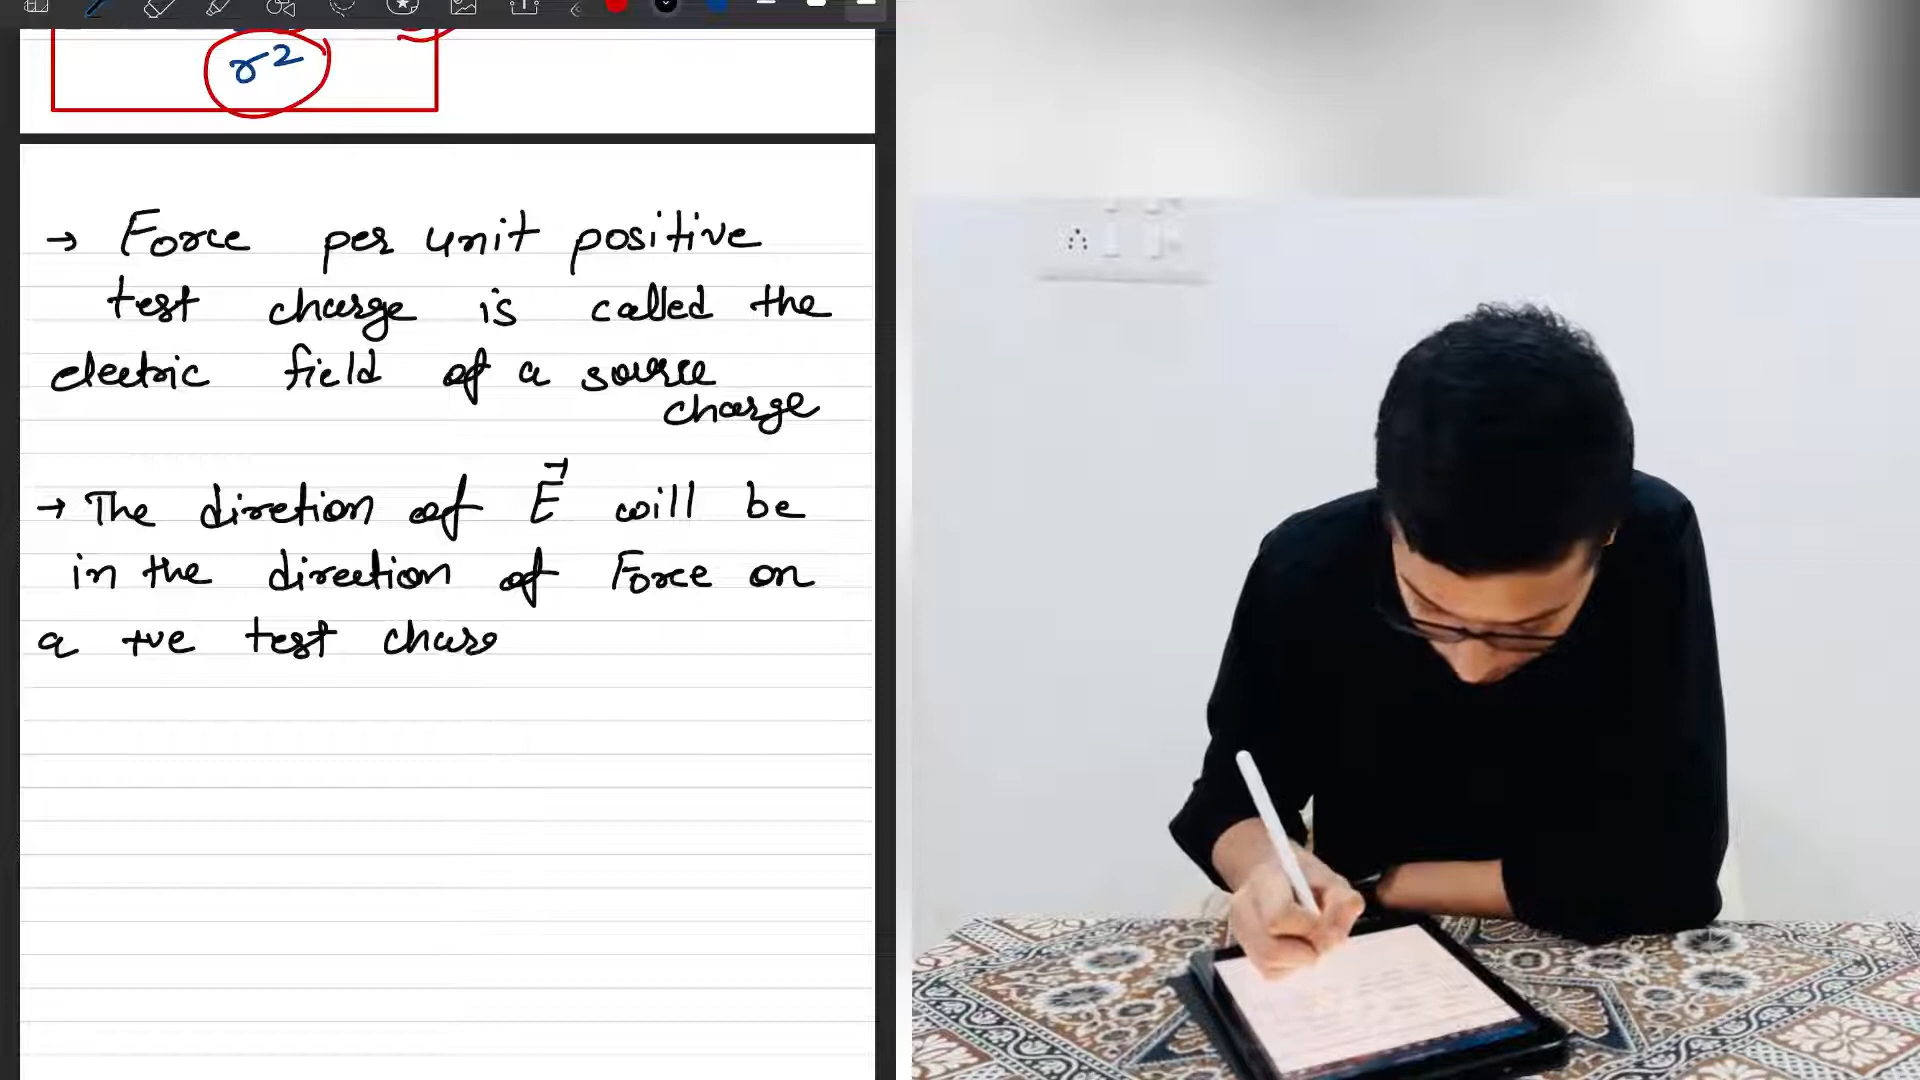 r2
→ Force per unit positive
test charge is called the
electric field of a source
charge
→ The diretion of E⃗ will be
in the direction of Force on
a +ve test charg